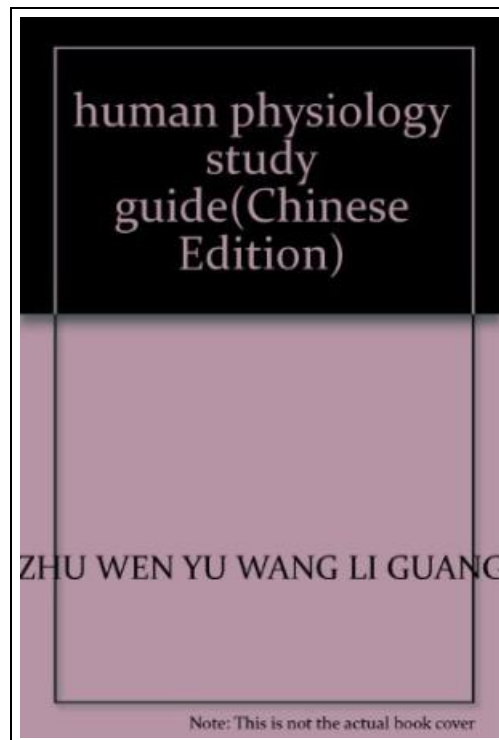 human physiology
study
guide(Chinese
Edition)
ZHU WEN YU WANG LI GUANG
Note: This is not the actual book cover